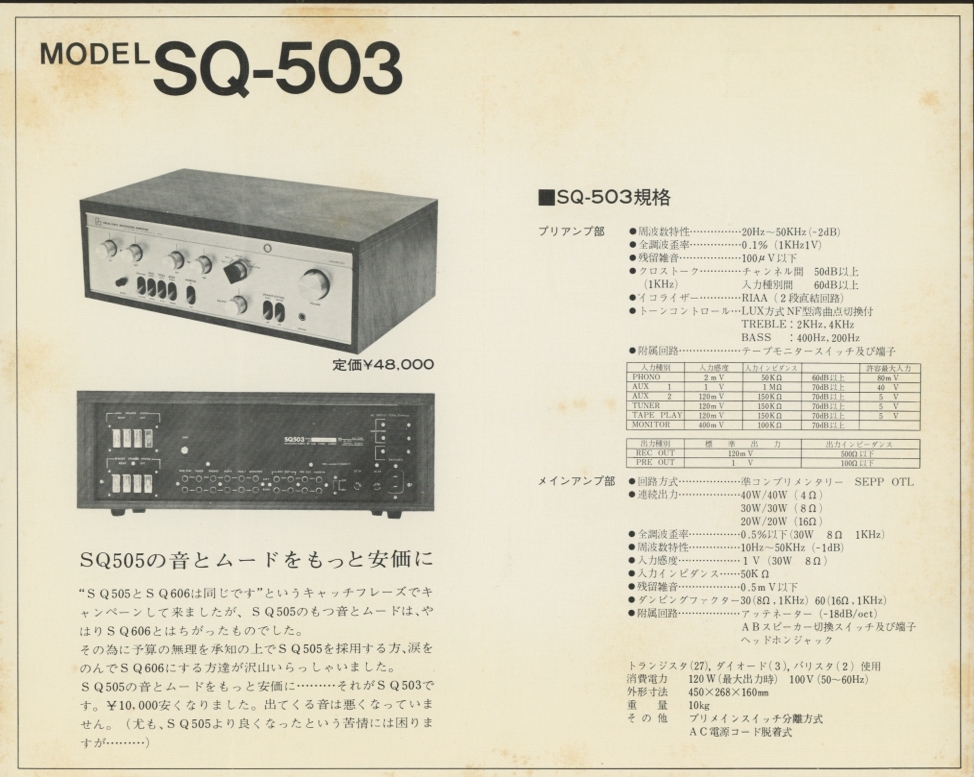 MODEL SQ-503
定価¥48,000
SQ503
SQ505の音とムードをもっと安価に
“ＳＱ505とＳＱ606は同じです”というキャッチフレーズでキ
ャンペーンして来ましたが、ＳＱ505のもつ音とムードは、や
はりＳＱ606とはちがったものでした。
その為に予算の無理を承知の上でＳＱ505を採用する方、涙を
のんでＳＱ606にする方達が沢山いらっしゃいました。
ＳＱ505の音とムードをもっと安価に………それがＳＱ503で
す。¥10,000安くなりました。出てくる音は悪くなっていま
せん。（尤も、ＳＱ505より良くなったという苦情には困りま
すが………）
■SQ-503規格
プリアンプ部
●周波数特性……………20Hz～50KHz(-2dB)
●全調波歪率……………0.1%（1KHz1V）
●残留雑音………………100μV以下
●クロストーク…………チャンネル間　50dB以上
（1KHz）　入力種別間　60dB以上
●イコライザー…………RIAA（２段直結回路）
●トーンコントロール…LUX方式NF型湾曲点切換付
TREBLE：2KHz, 4KHz
BASS　：400Hz, 200Hz
●附属回路………………テープモニタースイッチ及び端子
入力種別　入力感度　入力インピダンス　許容最大入力
PHONO　2mV　50KΩ　60dB以上　80mV
AUX　1　1　V　1MΩ　70dB以上　40　V
AUX　2　120mV　150KΩ　70dB以上　5　V
TUNER　120mV　150KΩ　70dB以上　5　V
TAPE PLAY　120mV　150KΩ　70dB以上　5　V
MONITOR　400mV　100KΩ　70dB以上
出力種別　標準出力　出力インピーダンス
REC OUT　120mV　500Ω以下
PRE OUT　1　V　100Ω以下
メインアンプ部
●回路方式………………準コンプリメンタリー　SEPP OTL
●連続出力………………40W/40W（4Ω）
30W/30W（8Ω）
20W/20W（16Ω）
●全調波歪率……………0.5%以下(30W　8Ω　1KHz)
●周波数特性……………10Hz～50KHz（-1dB）
●入力感度………………１V（30W　8Ω）
●入力インピダンス……50KΩ
●残留雑音………………0.5mV以下
●ダンピングファクター30(8Ω,1KHz) 60(16Ω,1KHz)
●附属回路………………アッテネーター（-18dB/oct）
ＡＢスピーカー切換スイッチ及び端子
ヘッドホンジャック
トランジスタ(27), ダイオード(3), バリスタ(2) 使用
消費電力　120W（最大出力時）　100V（50～60Hz）
外形寸法　450×268×160mm
重　量　10kg
その他　プリメインスイッチ分離方式
ＡＣ電源コード脱着式